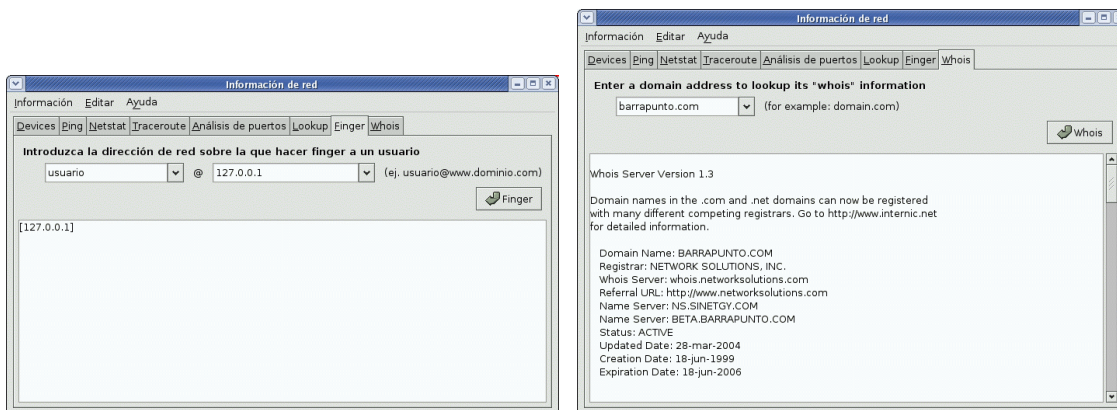 Información de red
Información Editar Ayuda
Devices Ping Netstat Traceroute Análisis de puertos Lookup Finger Whois
Introduzca la dirección de red sobre la que hacer finger a un usuario
usuario @ 127.0.0.1 (ej. usuario@www.dominio.com)
Finger
[127.0.0.1]
Información de red
Información Editar Ayuda
Devices Ping Netstat Traceroute Análisis de puertos Lookup Finger Whois
Enter a domain address to lookup its "whois" information
barrapunto.com (for example: domain.com)
Whois
Whois Server Version 1.3
Domain names in the .com and .net domains can now be registered
with many different competing registrars. Go to http://www.internic.net
for detailed information.
Domain Name: BARRAPUNTO.COM
Registrar: NETWORK SOLUTIONS, INC.
Whois Server: whois.networksolutions.com
Referral URL: http://www.networksolutions.com
Name Server: NS.SINETGY.COM
Name Server: BETA.BARRAPUNTO.COM
Status: ACTIVE
Updated Date: 28-mar-2004
Creation Date: 18-jun-1999
Expiration Date: 18-jun-2006